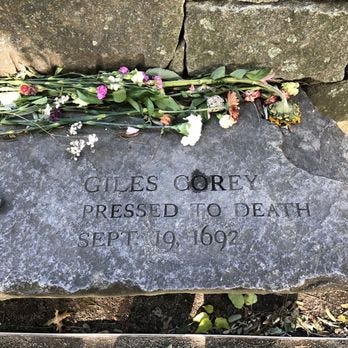 GILES COREY
PRESSED TO DEATH
SEPT. 19, 1692